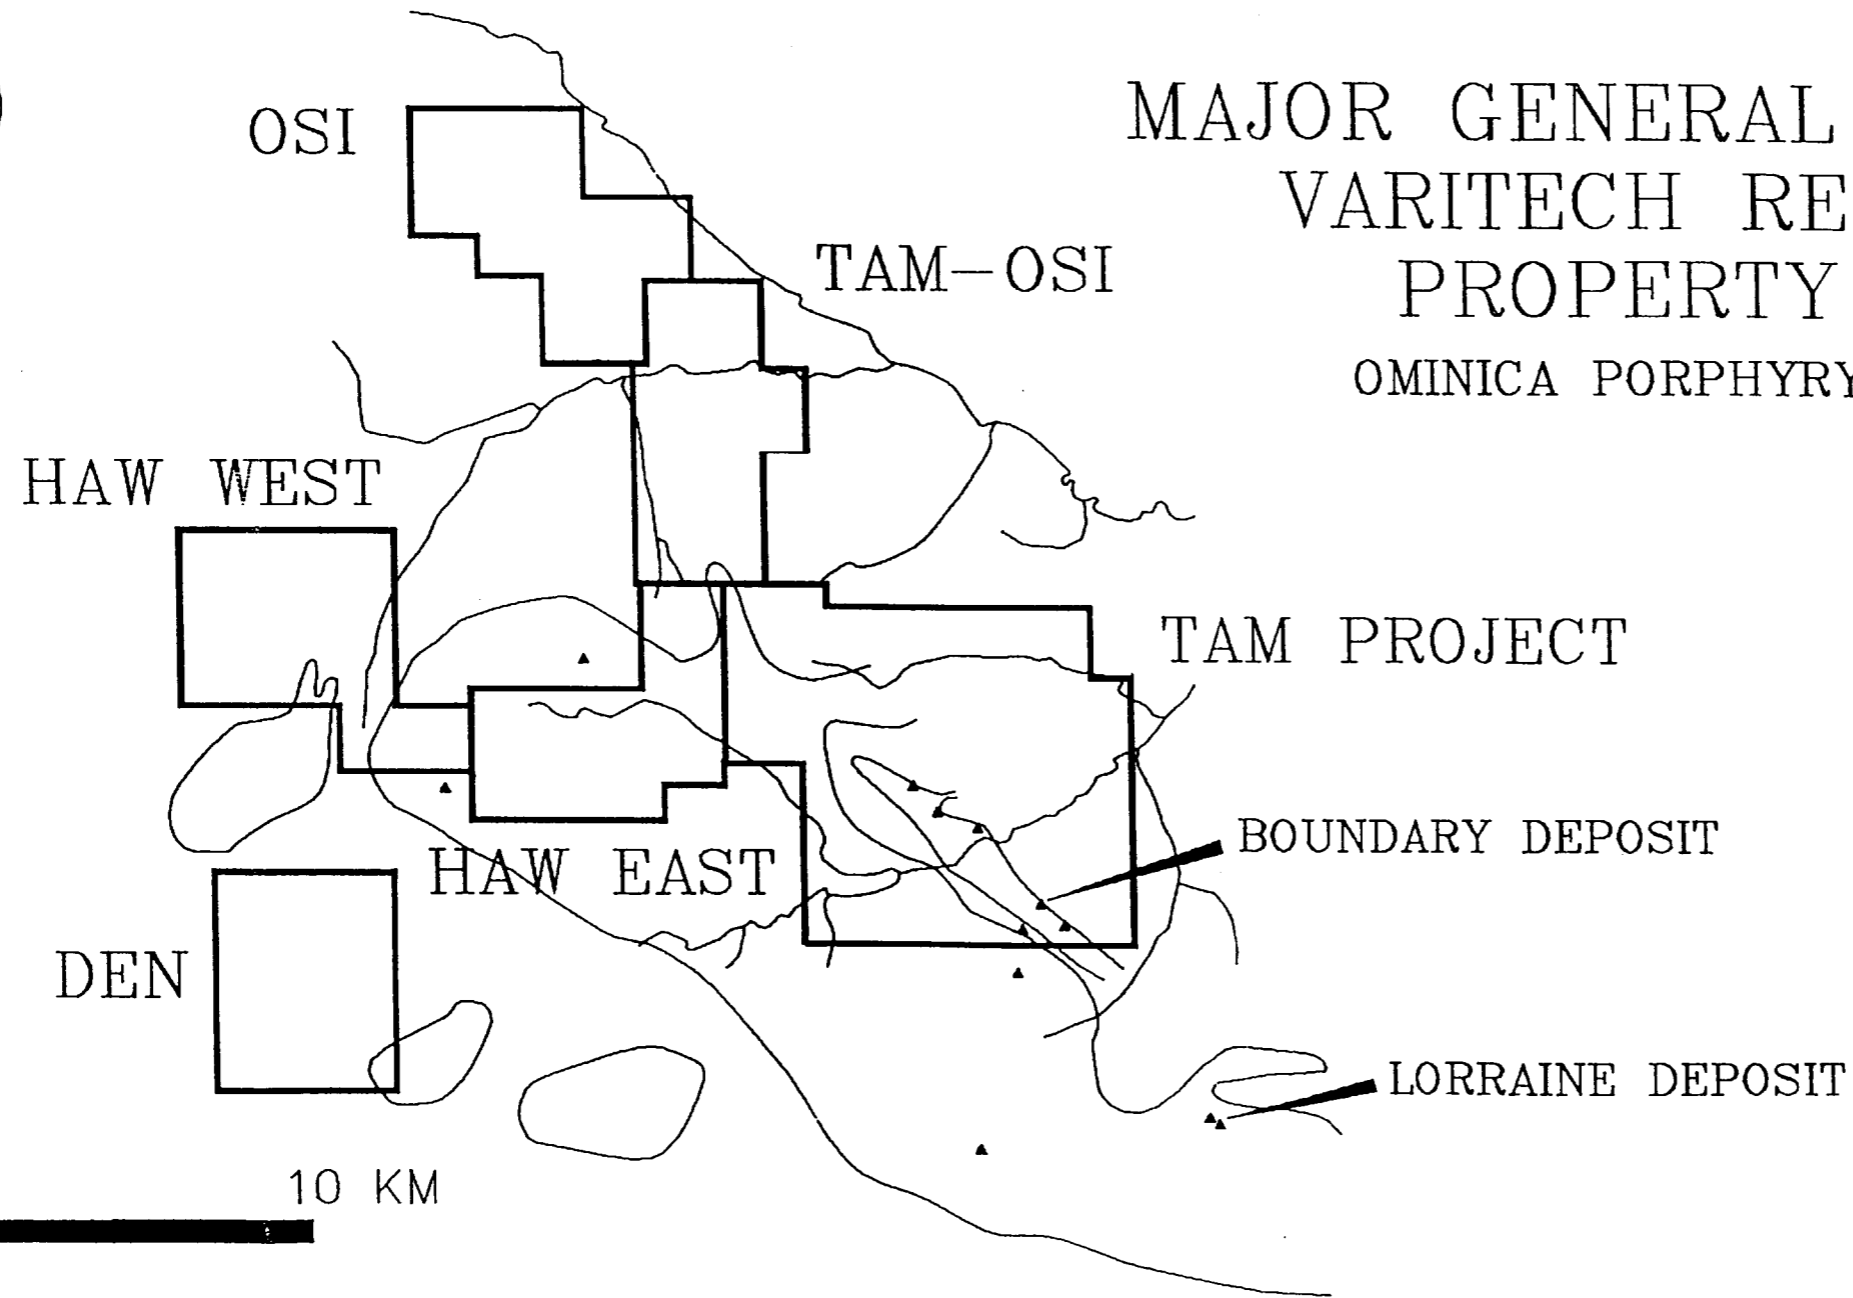 MAJOR GENERAL
VARITECH RE
PROPERTY
OMINICA PORPHYRY
OSI
TAM-OSI
HAW WEST
TAM PROJECT
BOUNDARY DEPOSIT
HAW EAST
DEN
LORRAINE DEPOSIT
10 KM